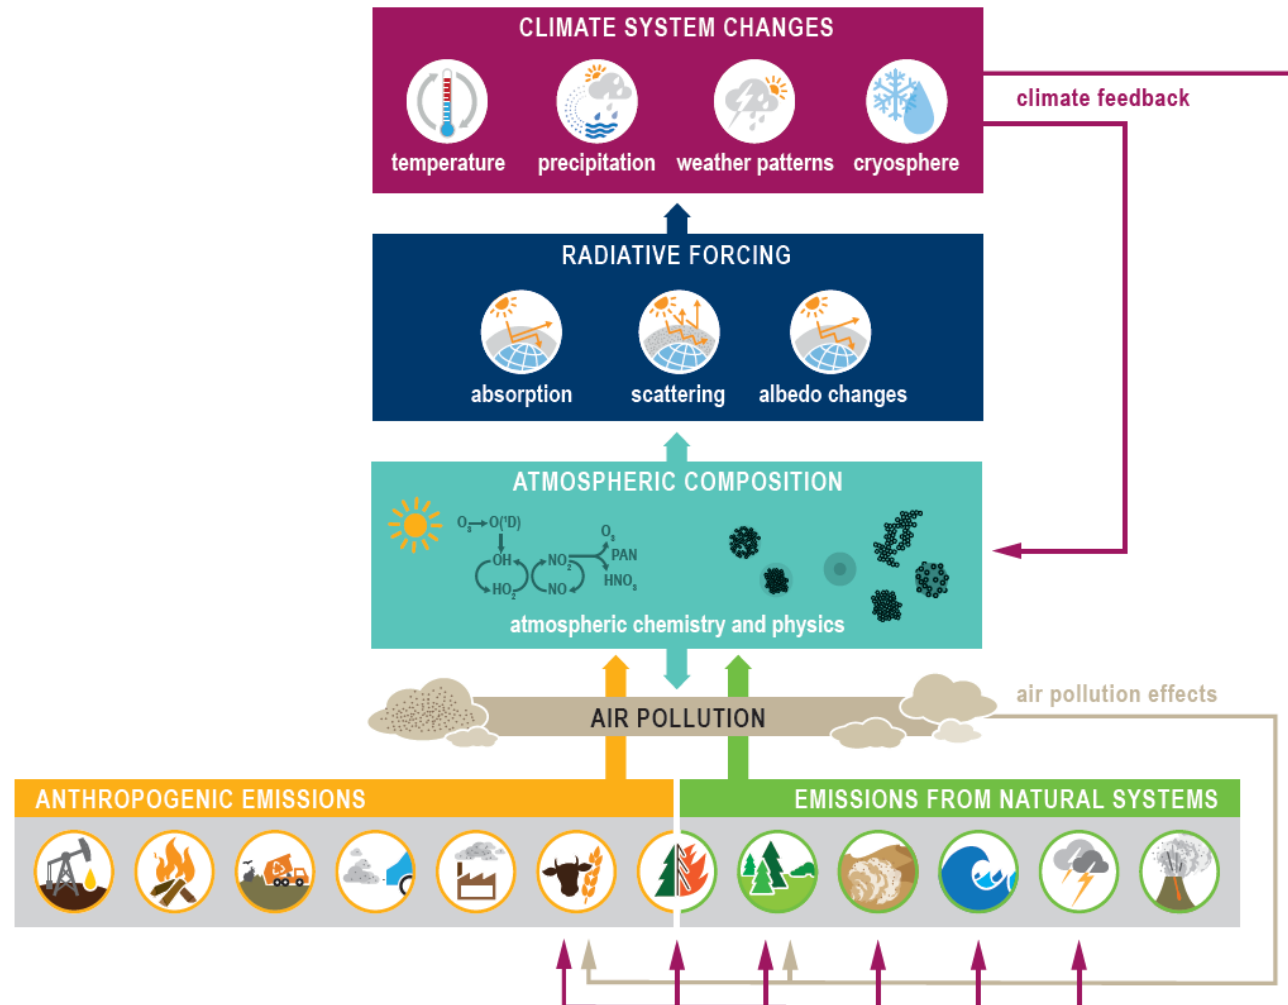 CLIMATE SYSTEM CHANGES
temperature
precipitation
weather patterns
cryosphere
climate feedback
RADIATIVE FORCING
absorption
scattering
albedo changes
ATMOSPHERIC COMPOSITION
O₃ → O(¹D)
OH
HO₂
NO₂
NO
O₃
PAN
HNO₃
atmospheric chemistry and physics
AIR POLLUTION
air pollution effects
ANTHROPOGENIC EMISSIONS
EMISSIONS FROM NATURAL SYSTEMS